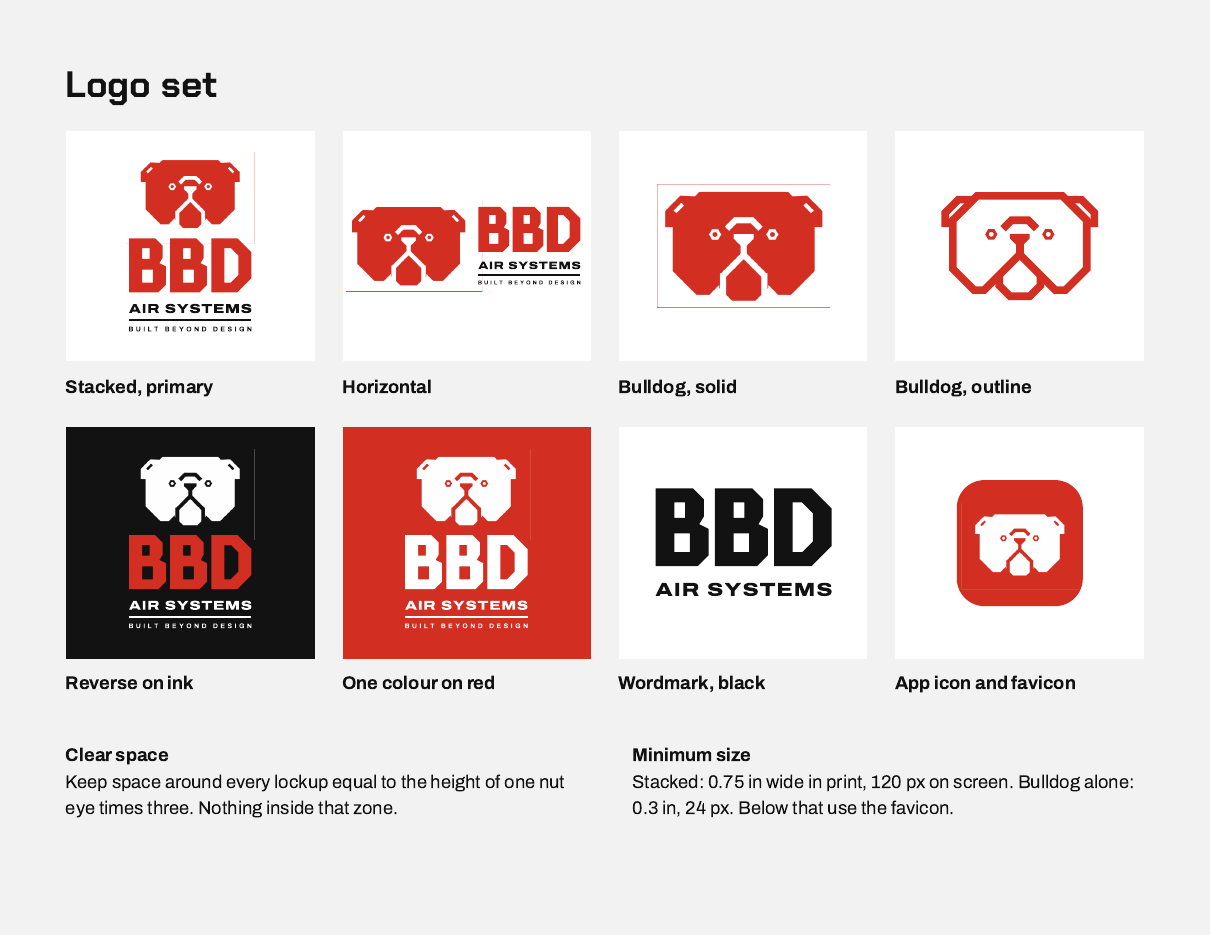 Logo set
BBD
AIR SYSTEMS
BUILT BEYOND DESIGN
BBD
AIR SYSTEMS
BUILT BEYOND DESIGN
Stacked, primary
Horizontal
Bulldog, solid
Bulldog, outline
BBD
AIR SYSTEMS
BUILT BEYOND DESIGN
BBD
AIR SYSTEMS
BUILT BEYOND DESIGN
BBD
AIR SYSTEMS
Reverse on ink
One colour on red
Wordmark, black
App icon and favicon
Clear space
Keep space around every lockup equal to the height of one nut
eye times three. Nothing inside that zone.
Minimum size
Stacked: 0.75 in wide in print, 120 px on screen. Bulldog alone:
0.3 in, 24 px. Below that use the favicon.